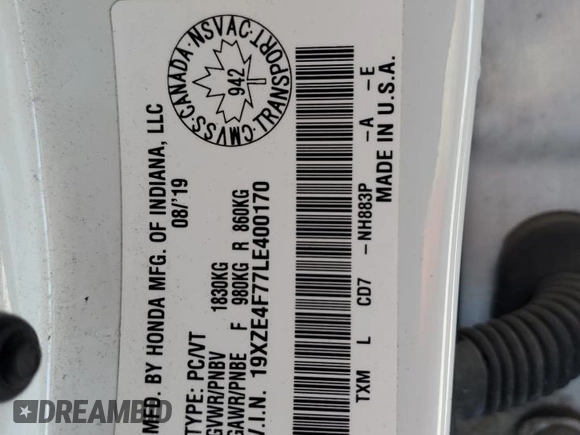 MFD. BY HONDA MFG. OF INDIANA, LLC
08/'19
TYPE: PC/VT
GVWR/PNBV 1830KG
GAWR/PNBE F 980KG R 860KG
V.I.N. 19XZE4F77LE400170
TXM L CD7 -NH883P -A -E
MADE IN U.S.A.
CMVSS·CANADA·NSVAC·TRANSPORT·
942
DREAMBID